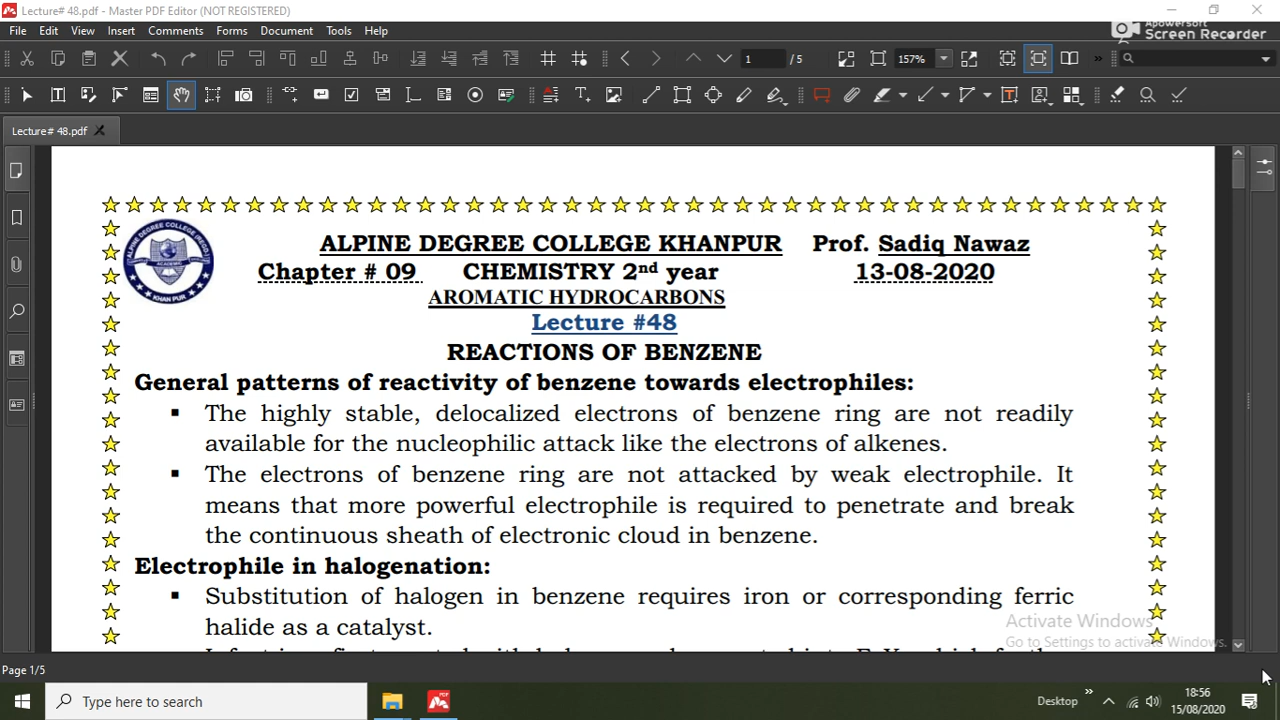 Lecture# 48.pdf - Master PDF Editor (NOT REGISTERED)
File Edit View Insert Comments Forms Document Tools Help
Apowersoft
Screen Recorder
1 / 5 157%
Lecture# 48.pdf
ALPINE DEGREE COLLEGE KHANPUR Prof. Sadiq Nawaz
Chapter # 09 CHEMISTRY 2nd year 13-08-2020
AROMATIC HYDROCARBONS
Lecture #48
REACTIONS OF BENZENE
General patterns of reactivity of benzene towards electrophiles:
▪ The highly stable, delocalized electrons of benzene ring are not readily
available for the nucleophilic attack like the electrons of alkenes.
▪ The electrons of benzene ring are not attacked by weak electrophile. It
means that more powerful electrophile is required to penetrate and break
the continuous sheath of electronic cloud in benzene.
Electrophile in halogenation:
▪ Substitution of halogen in benzene requires iron or corresponding ferric
halide as a catalyst.
Activate Windows
Go to Settings to activate Windows.
Page 1/5
Type here to search
Desktop
18:56
15/08/2020